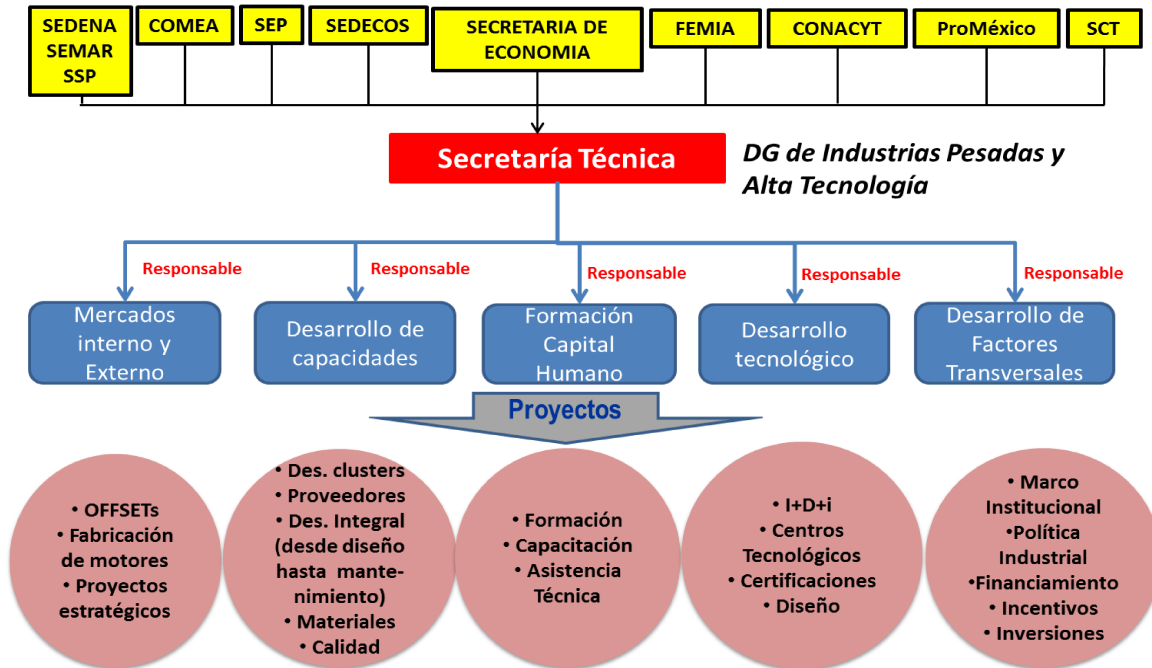 SEDENA
SEMAR
SSP
COMEA
SEP
SEDECOS
SECRETARIA DE
ECONOMIA
FEMIA
CONACYT
ProMéxico
SCT
Secretaría Técnica
DG de Industrias Pesadas y
Alta Tecnología
Responsable
Responsable
Responsable
Responsable
Responsable
Mercados
interno y
Externo
Desarrollo de
capacidades
Formación
Capital
Humano
Desarrollo
tecnológico
Desarrollo de
Factores
Transversales
Proyectos
• OFFSETs
• Fabricación
de motores
• Proyectos
estratégicos
• Des. clusters
• Proveedores
• Des. Integral
(desde diseño
hasta mante-
nimiento)
• Materiales
• Calidad
• Formación
• Capacitación
• Asistencia
Técnica
• I+D+i
• Centros
Tecnológicos
• Certificaciones
• Diseño
• Marco
Institucional
•Política
Industrial
•Financiamiento
• Incentivos
• Inversiones